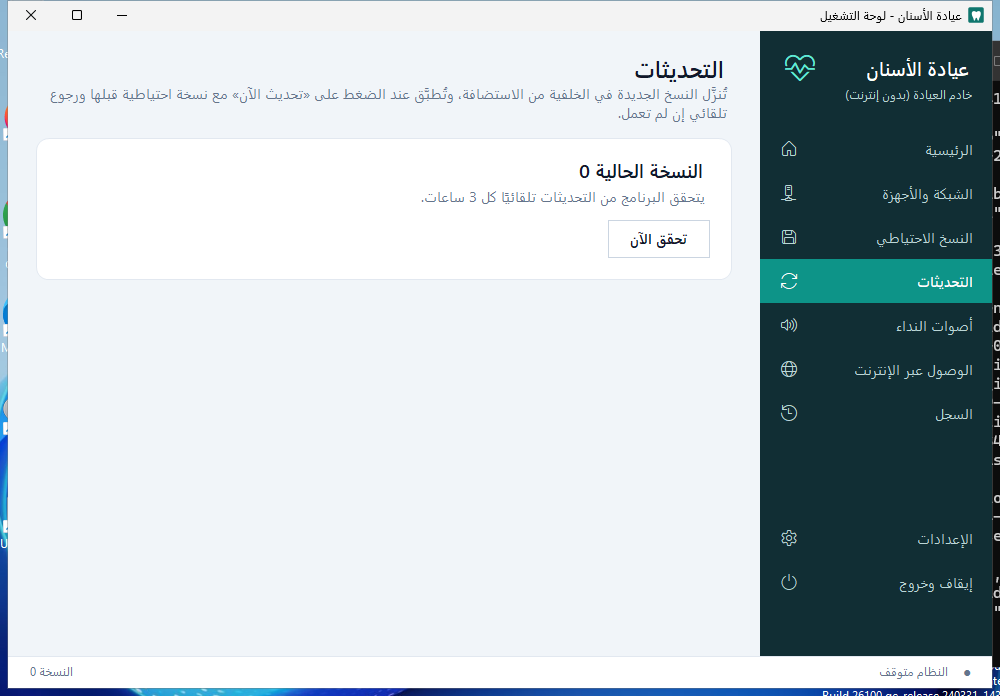 عيادة الأسنان - لوحة التشغيل
عيادة الأسنان
خادم العيادة (بدون إنترنت)
الرئيسية
الشبكة والأجهزة
النسخ الاحتياطي
التحديثات
أصوات النداء
الوصول عبر الإنترنت
السجل
الإعدادات
إيقاف وخروج
التحديثات
تُنزَّل النسخ الجديدة في الخلفية من الاستضافة، وتُطبَّق عند الضغط على «تحديث الآن» مع نسخة احتياطية قبلها ورجوع
تلقائي إن لم تعمل.
النسخة الحالية 0
يتحقق البرنامج من التحديثات تلقائيًا كل 3 ساعات.
تحقق الآن
النظام متوقف
النسخة 0